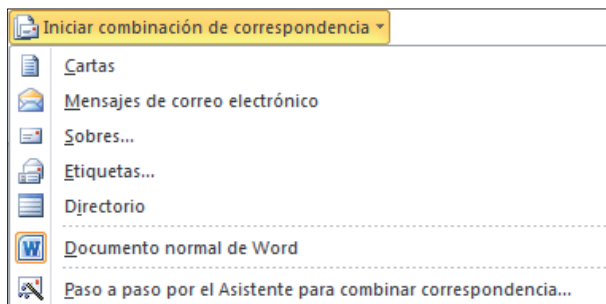 Iniciar combinación de correspondencia
Cartas
Mensajes de correo electrónico
Sobres...
Etiquetas...
Directorio
Documento normal de Word
Paso a paso por el Asistente para combinar correspondencia...